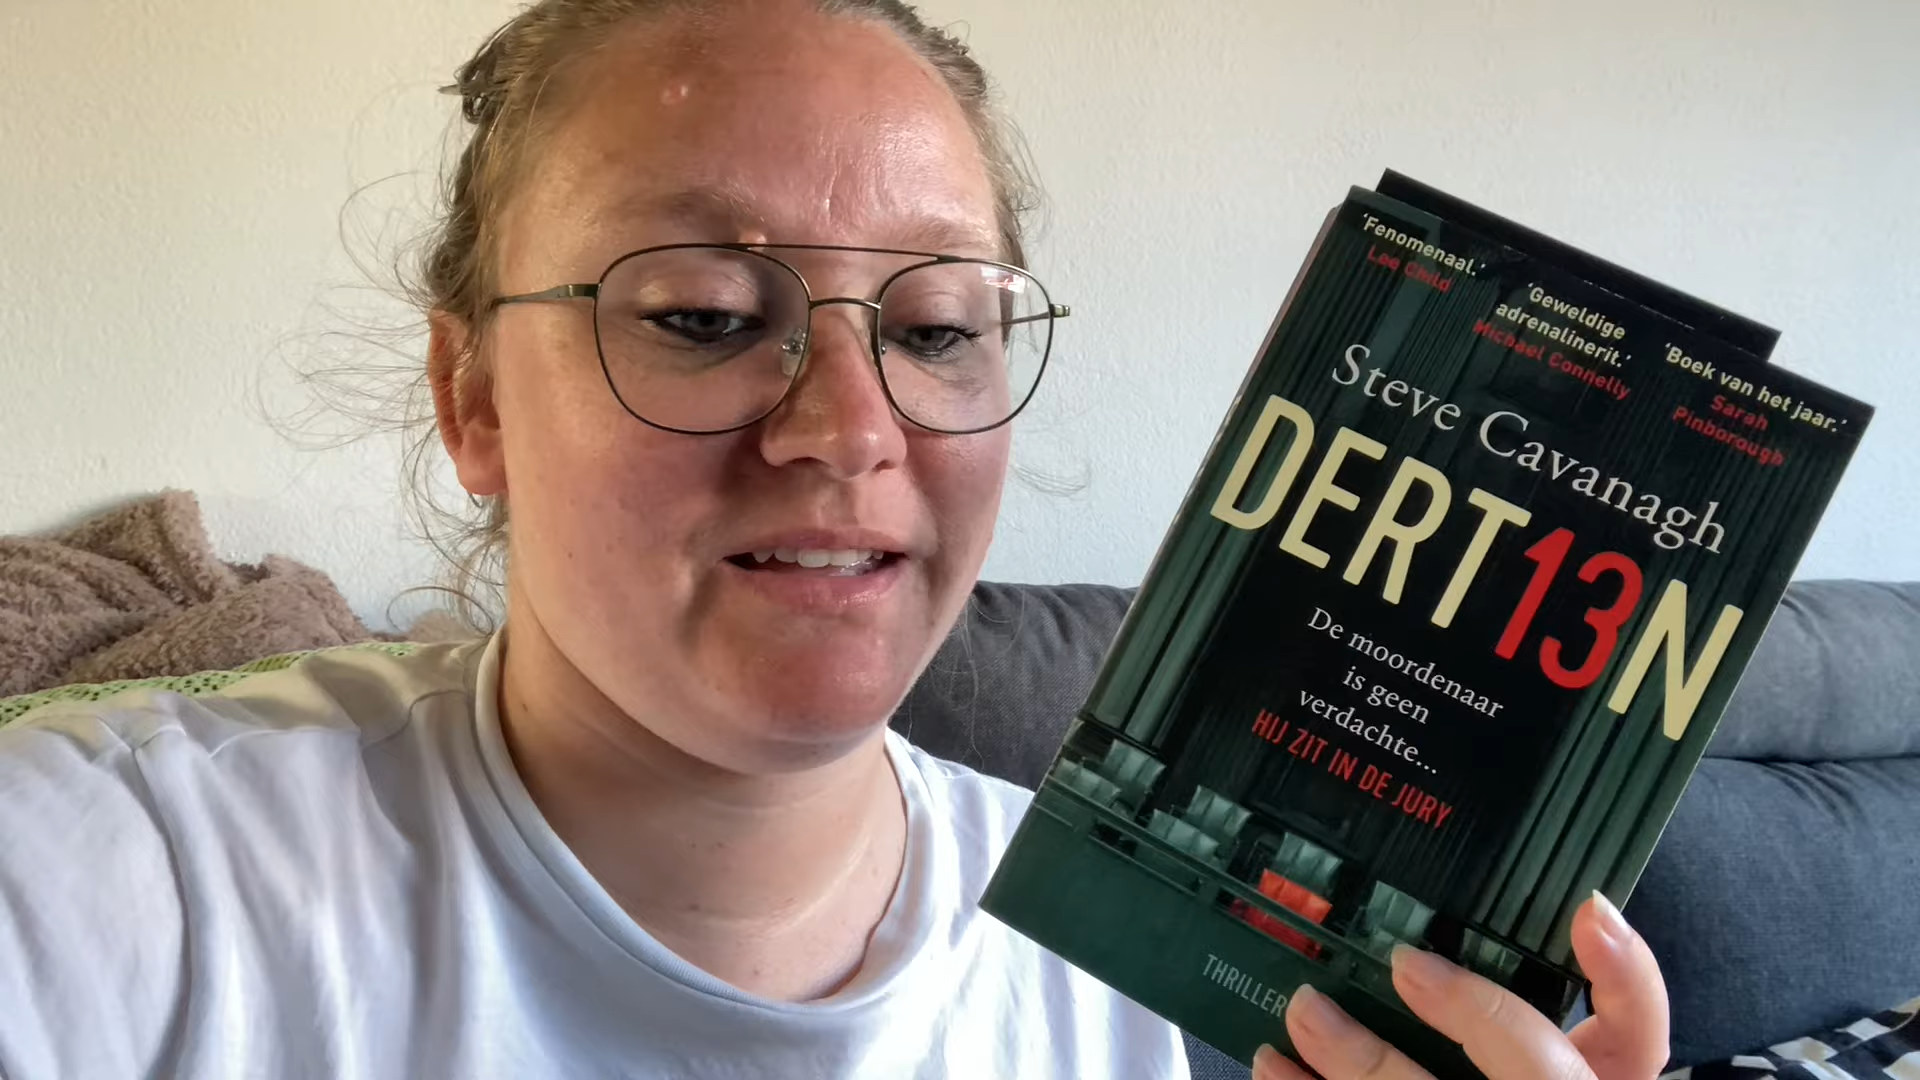 'Fenomenaal.'
Lee Child
'Geweldige
adrenalinerit.'
Michael Connelly
'Boek van het jaar.'
Sarah
Pinborough
Steve Cavanagh
DERT13N
De moordenaar
is geen
verdachte...
HIJ ZIT IN DE JURY
THRILLER